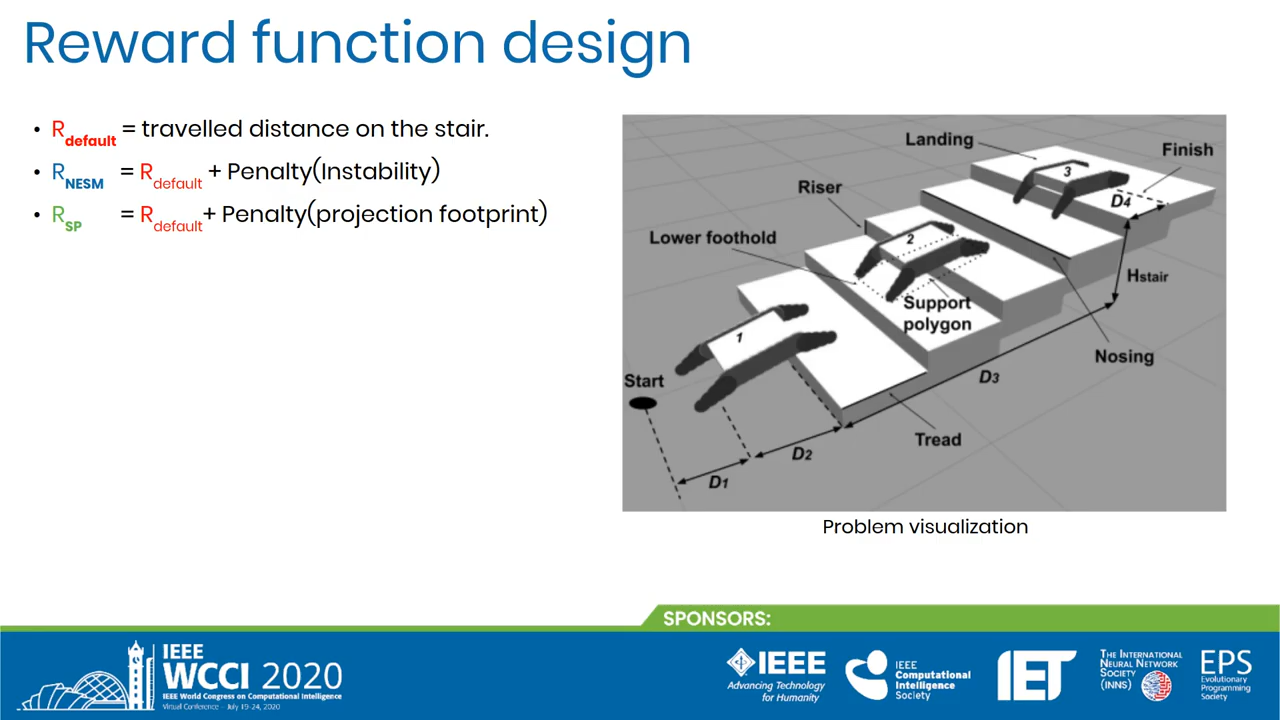 Reward function design
• R default = travelled distance on the stair.
• R NESM = R default + Penalty(Instability)
• R SP = R default + Penalty(projection footprint)
Landing
Finish
3
Riser
D4
2
Lower foothold
Hstair
Support
polygon
1
Nosing
Start
D3
Tread
D2
D1
Problem visualization
SPONSORS:
IEEE
WCCI 2020
IEEE World Congress on Computational Intelligence
Virtual Conference - July 19-24, 2020
IEEE
Advancing Technology
for Humanity
IEEE
Computational
Intelligence
Society
IET
The International
Neural Network
Society
(INNS)
EPS
Evolutionary
Programming
Society